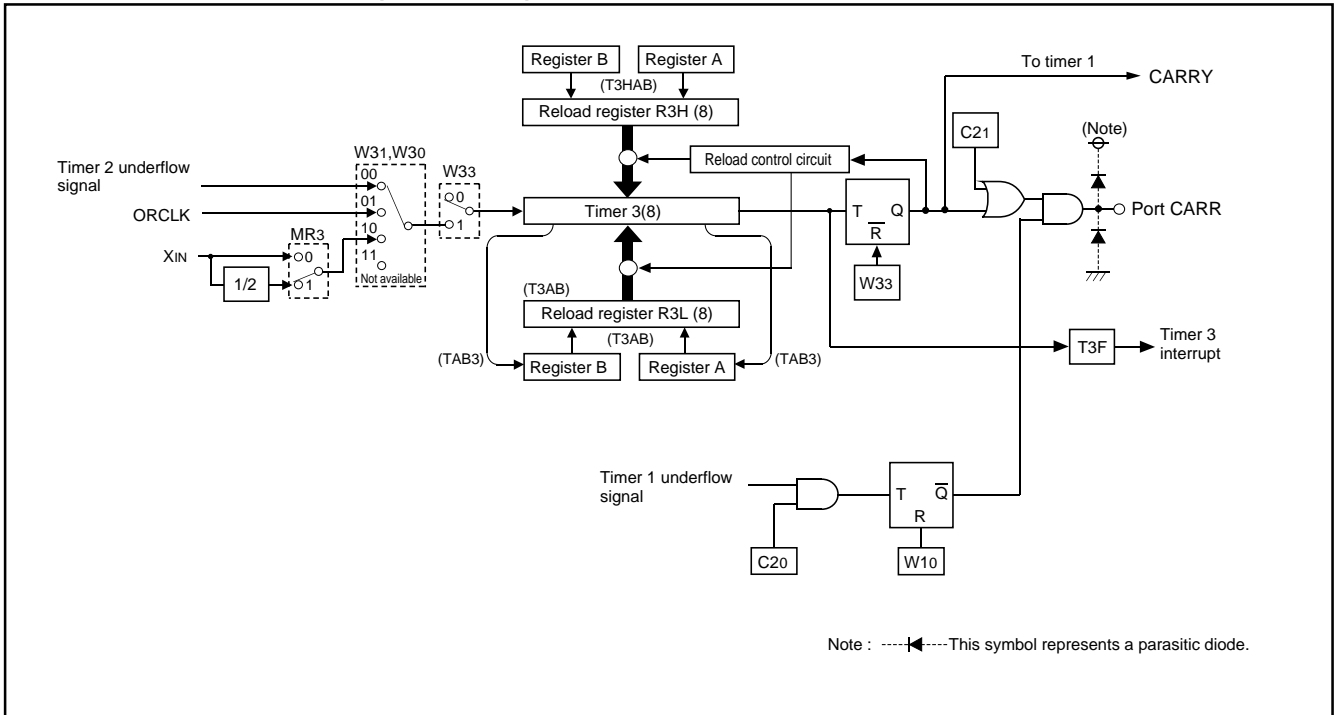 Register B
Register A
(T3HAB)
Reload register R3H (8)
To timer 1
CARRY
C21
(Note)
Timer 2 underflow
signal
W31,W30
W33
Reload control circuit
00
01
10
11
Not available
ORCLK
0
1
Timer 3(8)
T
Q
R
W33
Port CARR
MR3
XIN
0
1
1/2
(T3AB)
Reload register R3L (8)
(T3AB)
(TAB3)
Register B
Register A
(TAB3)
T3F
Timer 3
interrupt
Timer 1 underflow
signal
T
Q
R
C20
W10
Note : This symbol represents a parasitic diode.